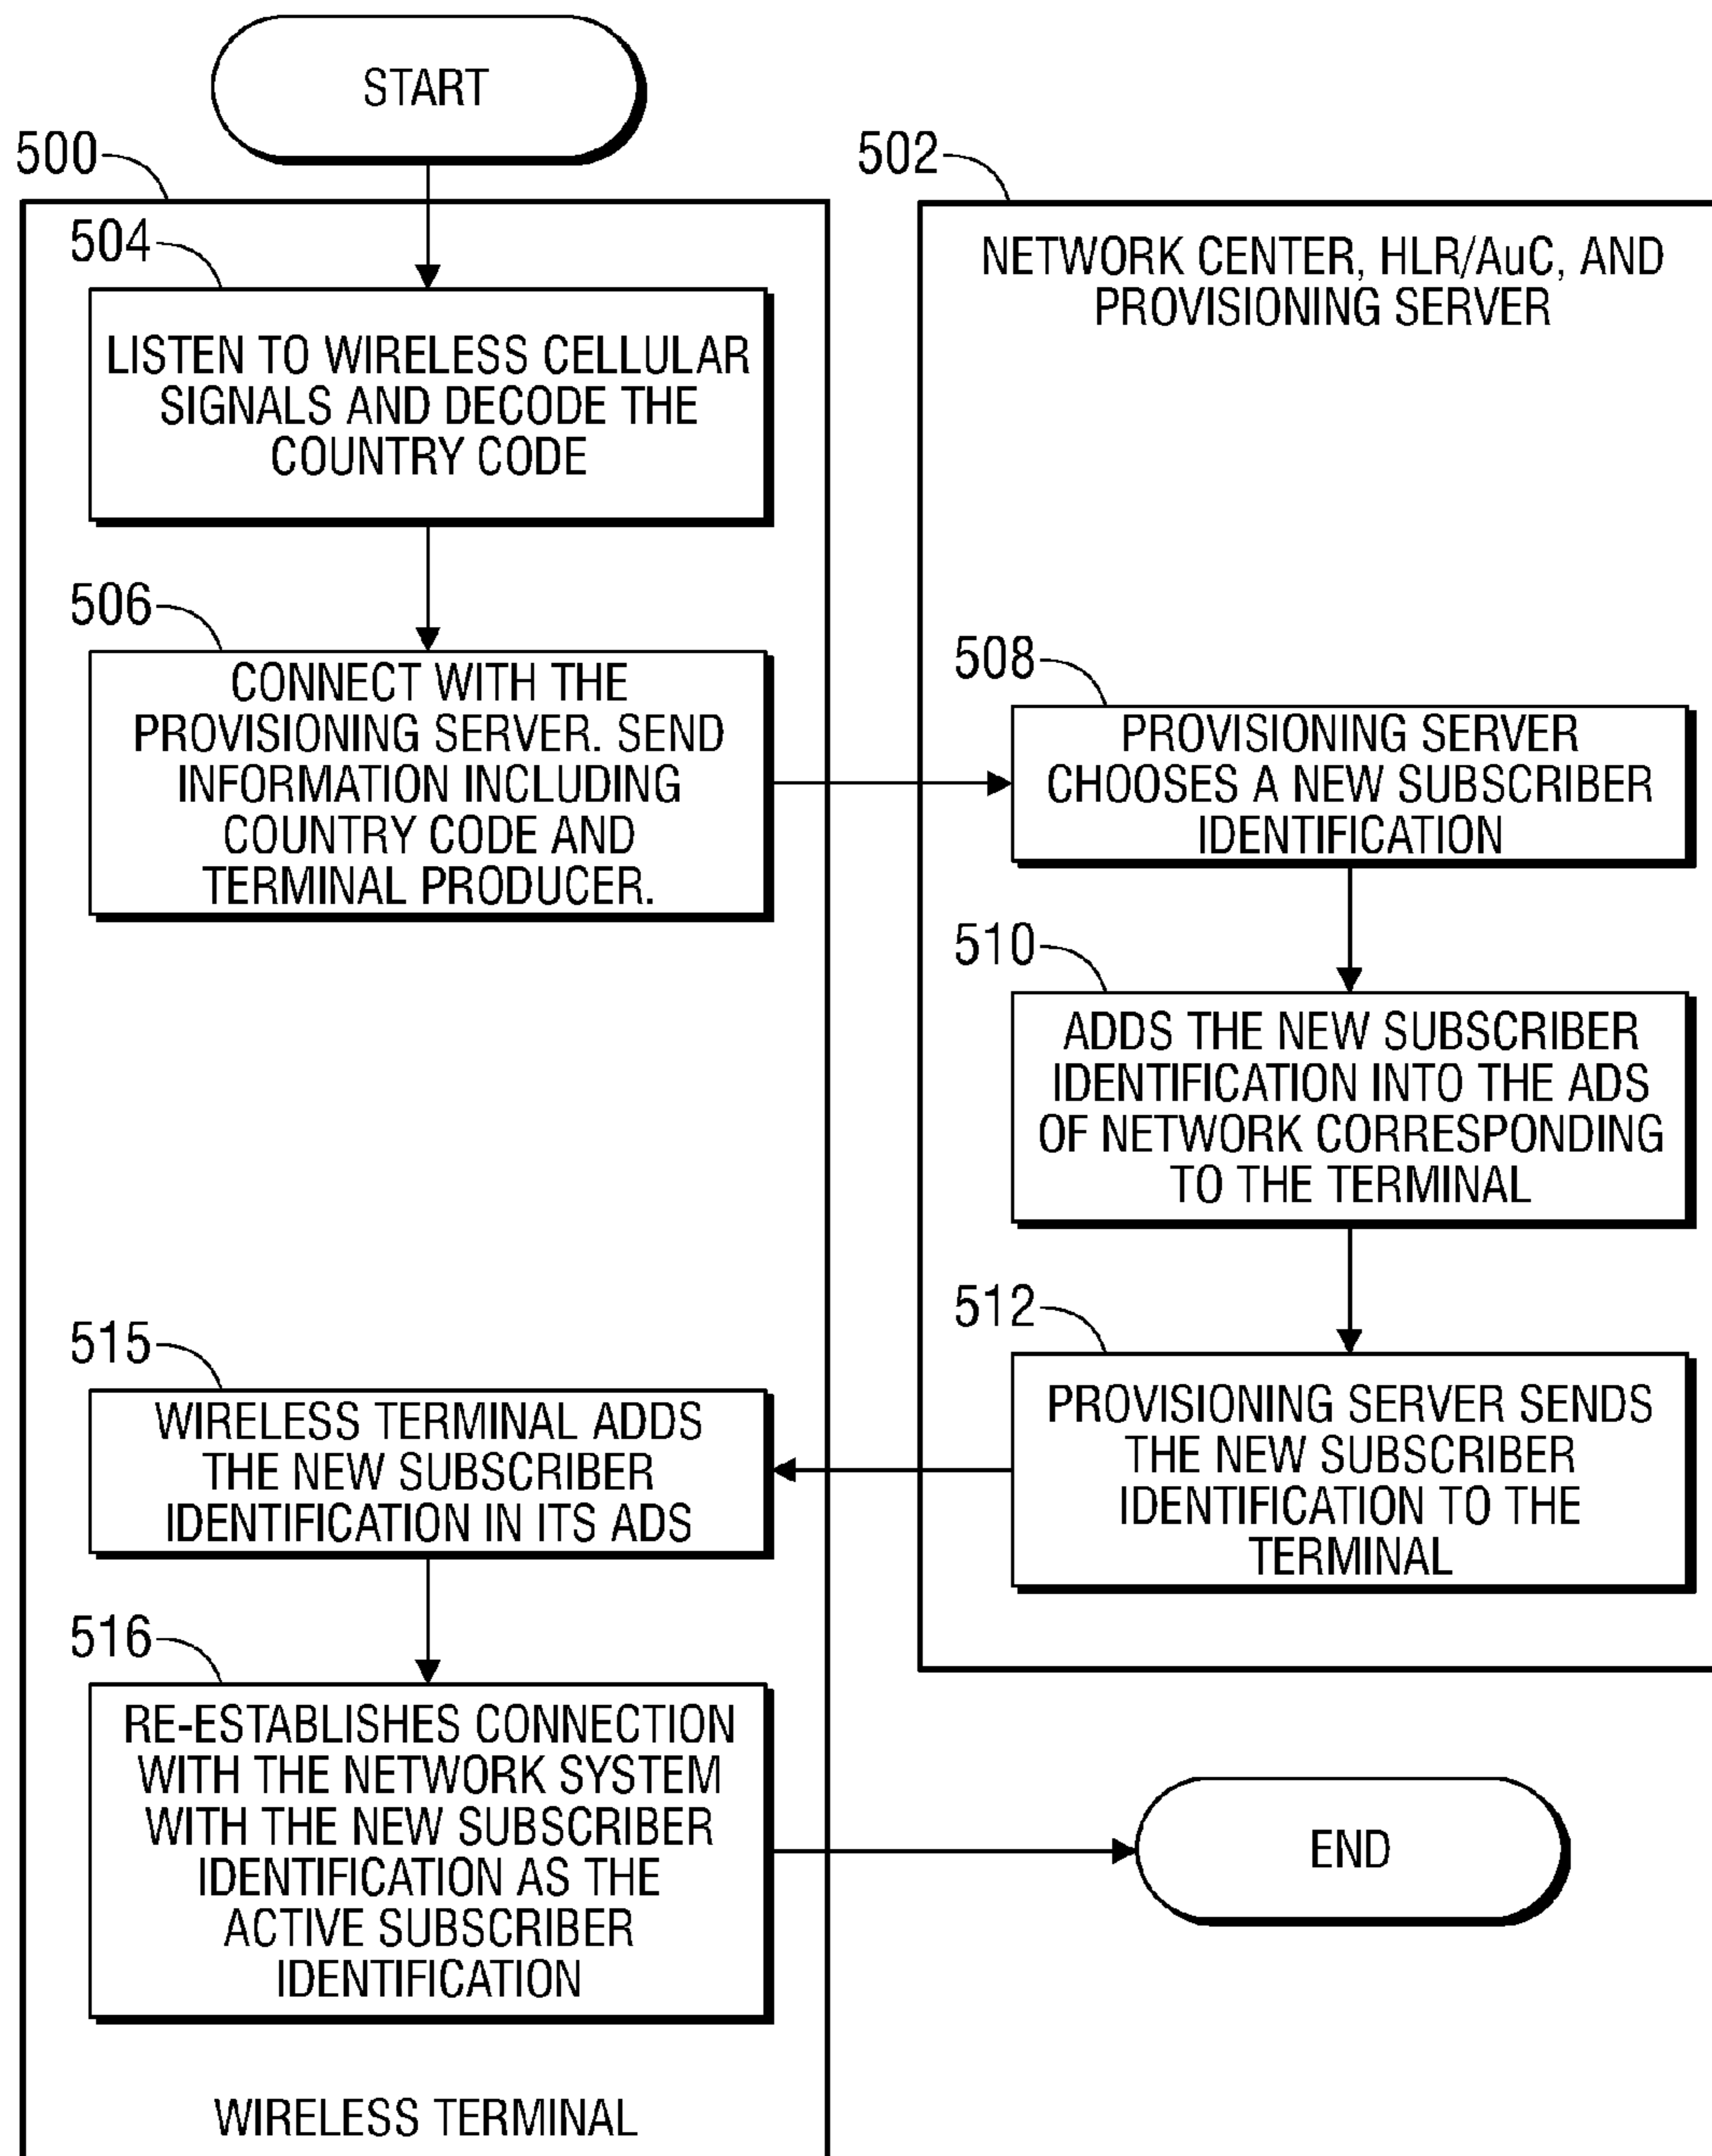 START
500
502
504
NETWORK CENTER, HLR/AuC, AND
PROVISIONING SERVER
LISTEN TO WIRELESS CELLULAR
SIGNALS AND DECODE THE
COUNTRY CODE
506
CONNECT WITH THE
PROVISIONING SERVER. SEND
INFORMATION INCLUDING
COUNTRY CODE AND
TERMINAL PRODUCER.
508
PROVISIONING SERVER
CHOOSES A NEW SUBSCRIBER
IDENTIFICATION
510
ADDS THE NEW SUBSCRIBER
IDENTIFICATION INTO THE ADS
OF NETWORK CORRESPONDING
TO THE TERMINAL
512
PROVISIONING SERVER SENDS
THE NEW SUBSCRIBER
IDENTIFICATION TO THE
TERMINAL
515
WIRELESS TERMINAL ADDS
THE NEW SUBSCRIBER
IDENTIFICATION IN ITS ADS
516
RE-ESTABLISHES CONNECTION
WITH THE NETWORK SYSTEM
WITH THE NEW SUBSCRIBER
IDENTIFICATION AS THE
ACTIVE SUBSCRIBER
IDENTIFICATION
END
WIRELESS TERMINAL